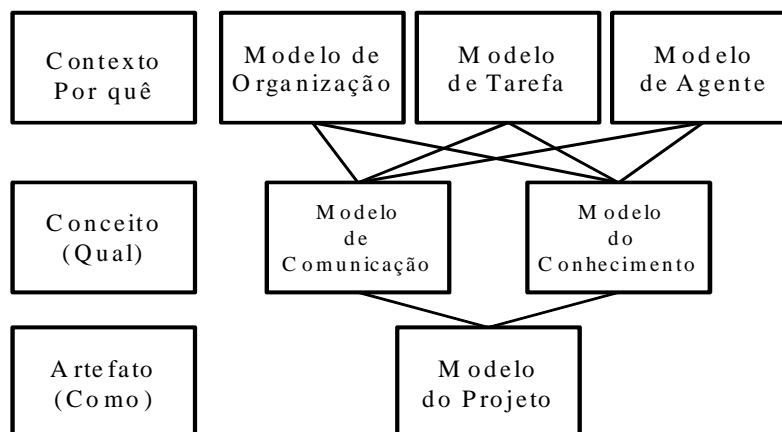 Contexto
Por quê
Modelo de
Organização
Modelo
de Tarefa
Modelo
de Agente
Conceito
(Qual)
Modelo
de
Comunicação
Modelo
do
Conhecimento
Artefato
(Como)
Modelo
do Projeto